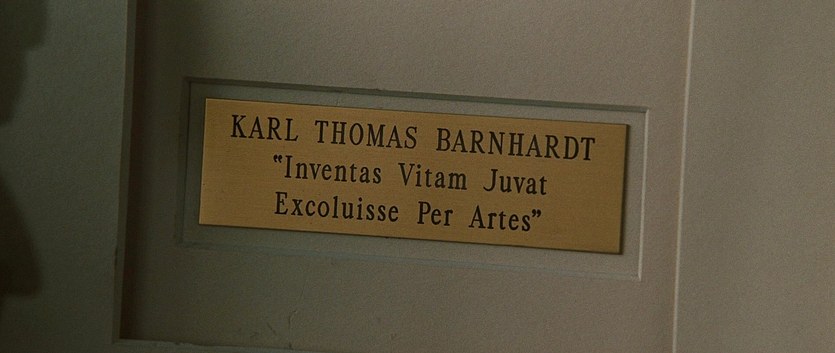 KARL THOMAS BARNHARDT
“Inventas Vitam Juvat
Excoluisse Per Artes”